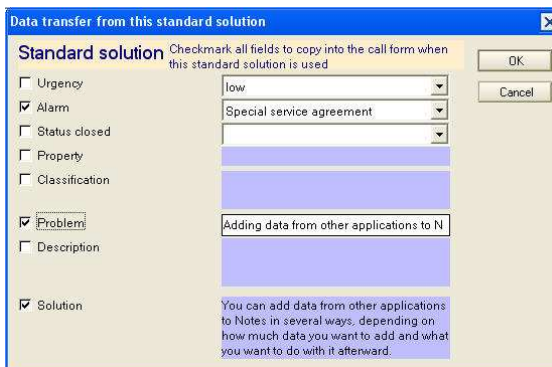 Data transfer from this standard solution
Standard solution Checkmark all fields to copy into the call form when
this standard solution is used
OK
Cancel
Urgency low
Alarm Special service agreement
Status closed
Property
Classification
Problem Adding data from other applications to N
Description
Solution You can add data from other applications
to Notes in several ways, depending on
how much data you want to add and what
you want to do with it afterward.